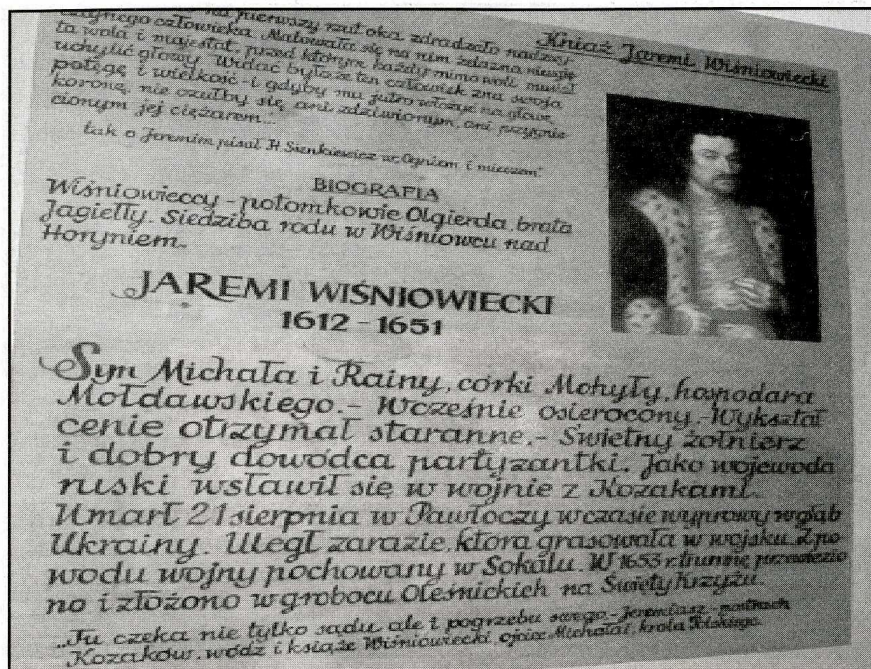 na pierwszy rzut oka zdradzało nadzwy-
czajnego człowieka. Malowała się na nim żelazna nieugię-
ta wola i majestat, przed którym każdy mimo woli musiał
uchylić głowy. Widać było, że ten człowiek zna swoją
potęgę i wielkość - i gdyby mu jutro włożyć na głowę
koronę, nie czułby się ani zdziwionym, ani przygnie-
cionym jej ciężarem".
tak o Jeremim pisał H. Sienkiewicz w „Ogniem i mieczem".
Kniaź Jaremi Wiśniowiecki
BIOGRAFIA
Wiśniowieccy - potomkowie Olgierda, brata
Jagiełły. Siedziba rodu w Wiśniowcu nad
Horyniem.
JAREMI WIŚNIOWIECKI
1612 - 1651
Syn Michała i Rainy, córki Mohyły, hospodara
Mołdawskiego.- Wcześnie osierocony.- Wykształ
cenie otrzymał staranne.- Świetny żołnierz
i dobry dowódca partyzantki. Jako wojewoda
ruski wsławił się w wojnie z Kozakami.
Umarł 21 sierpnia w Pawłoczy w czasie wyprawy w głąb
Ukrainy. Uległ zarazie, która grasowała w wojsku. Z po
wodu wojny pochowany w Sokalu. W 1653 r. trumnę przewiezio
no i złożono w grobocu Oleśnickich na Świętym Krzyżu.
„Tu czeka nie tylko sądu ale i pogrzebu swego - Jeremiasz - postrach
Kozaków, wódz i książę Wiśniowiecki, ojciec Michała I, króla Polskiego.